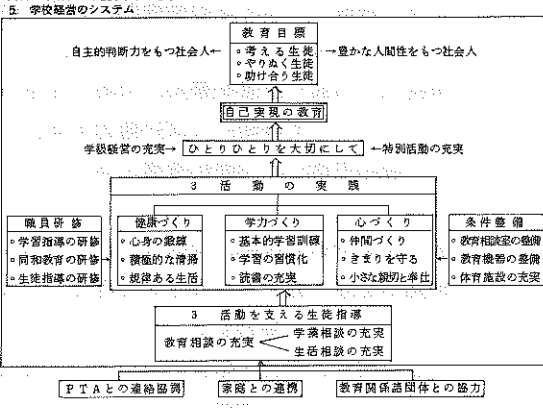 5. 学校経営のシステム
教育目標
◦考える生徒
◦やりぬく生徒
◦助け合う生徒
自主的判断力をもつ社会人←
→豊かな人間性をもつ社会人
自己実現の教育
学級経営の充実→
ひとりひとりを大切にして
←特別活動の充実
3 活動の実践
職員研修
◦学習指導の研修
◦同和教育の研修
◦生徒指導の研修
健康づくり
◦心身の鍛錬
◦積極的な清掃
◦規律ある生活
学力づくり
◦基本的学習訓練
◦学習の習慣化
◦読書の充実
心づくり
◦仲間づくり
◦きまりを守る
◦小さな親切と奉仕
条件整備
◦教育相談室の整備
◦教育機器の整備
◦体育施設の充実
3 活動を支える生徒指導
教育相談の充実
学業相談の充実
生活相談の充実
PTAとの連絡協調
家庭との連携
教育関係諸団体との協力